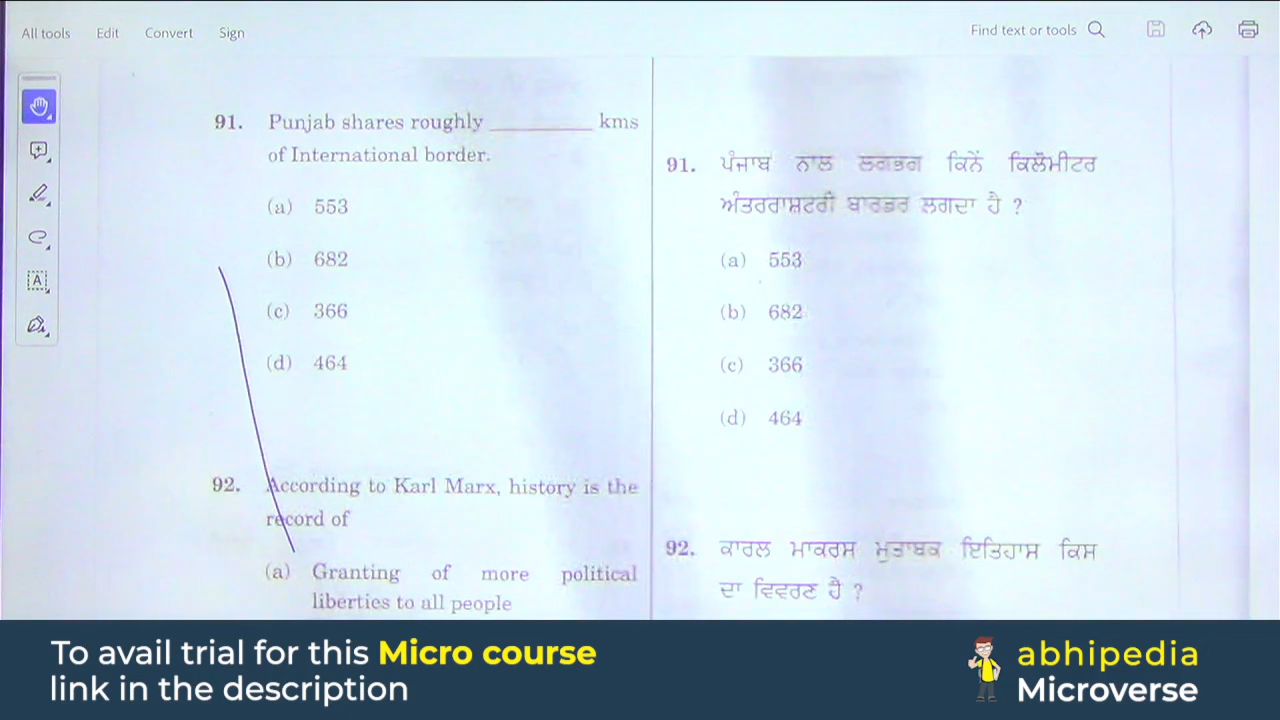 All tools Edit Convert Sign Find text or tools
91. Punjab shares roughly __________ kms
of International border.
(a) 553
(b) 682
(c) 366
(d) 464
92. According to Karl Marx, history is the
record of
(a) Granting of more political
liberties to all people
91. ਪੰਜਾਬ ਨਾਲ ਲਗਭਗ ਕਿਨੇਂ ਕਿਲੋਮੀਟਰ
ਅੰਤਰਰਾਸ਼ਟਰੀ ਬਾਰਡਰ ਲਗਦਾ ਹੈ ?
(a) 553
(b) 682
(c) 366
(d) 464
92. ਕਾਰਲ ਮਾਕਰਸ ਮੁਤਾਬਕ ਇਤਿਹਾਸ ਕਿਸ
ਦਾ ਵਿਵਰਣ ਹੈ ?
To avail trial for this Micro course
link in the description
abhipedia
Microverse